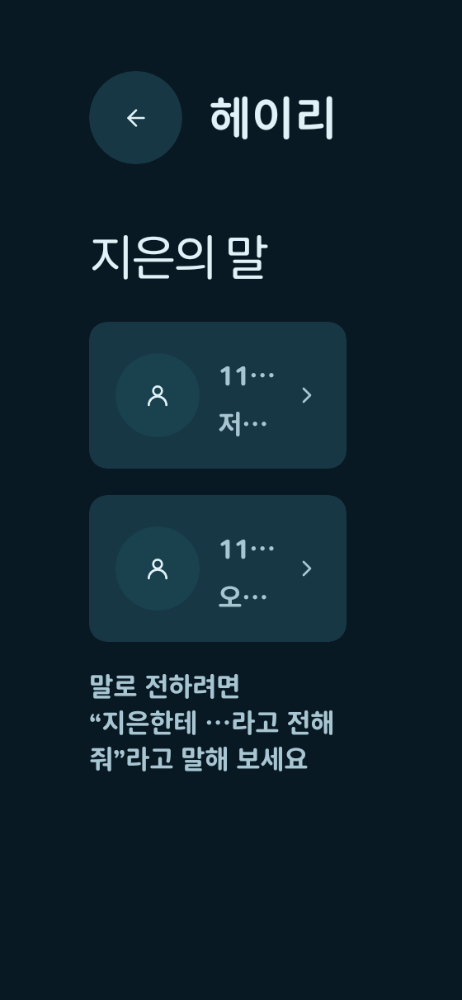 헤이리
지은의 말
11…
저…
11…
오…
말로 전하려면
“지은한테 …라고 전해
줘”라고 말해 보세요